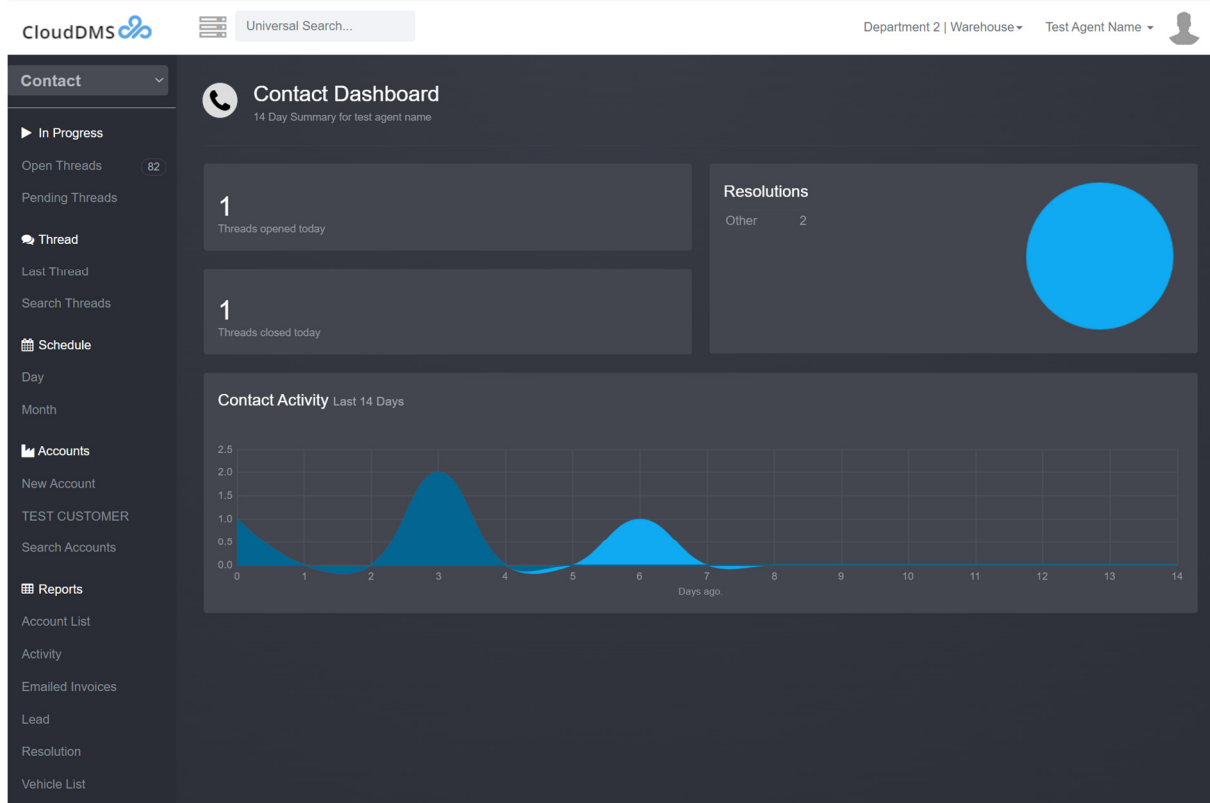 CloudDMS
Universal Search...
Department 2 | Warehouse
Test Agent Name
Contact
In Progress
Open Threads 82
Pending Threads
Thread
Last Thread
Search Threads
Schedule
Day
Month
Accounts
New Account
TEST CUSTOMER
Search Accounts
Reports
Account List
Activity
Emailed Invoices
Lead
Resolution
Vehicle List
Contact Dashboard
14 Day Summary for test agent name
1
Threads opened today
1
Threads closed today
Resolutions
Other 2
Contact Activity Last 14 Days
2.5
2.0
1.5
1.0
0.5
0.0
0 1 2 3 4 5 6 7 8 9 10 11 12 13 14
Days ago.